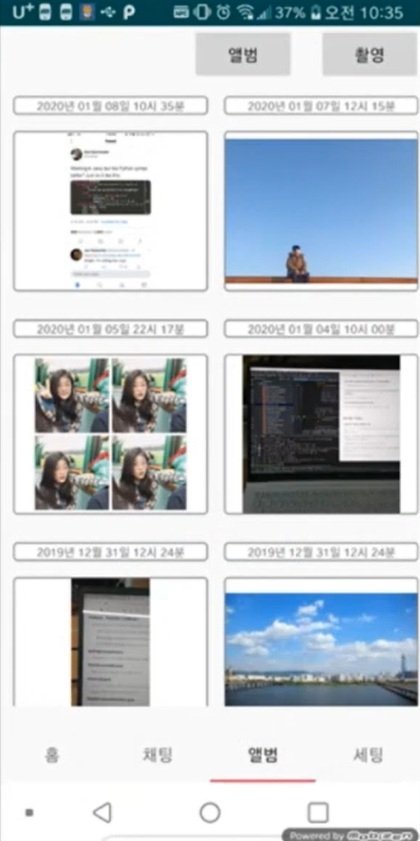 U+ 37% 오전 10:35
앨범 촬영
2020년 01월 08일 10시 35분 2020년 01월 07일 12시 15분
2020년 01월 05일 22시 17분 2020년 01월 04일 10시 00분
2019년 12월 31일 12시 24분 2019년 12월 31일 12시 24분
홈 채팅 앨범 세팅
Powered by